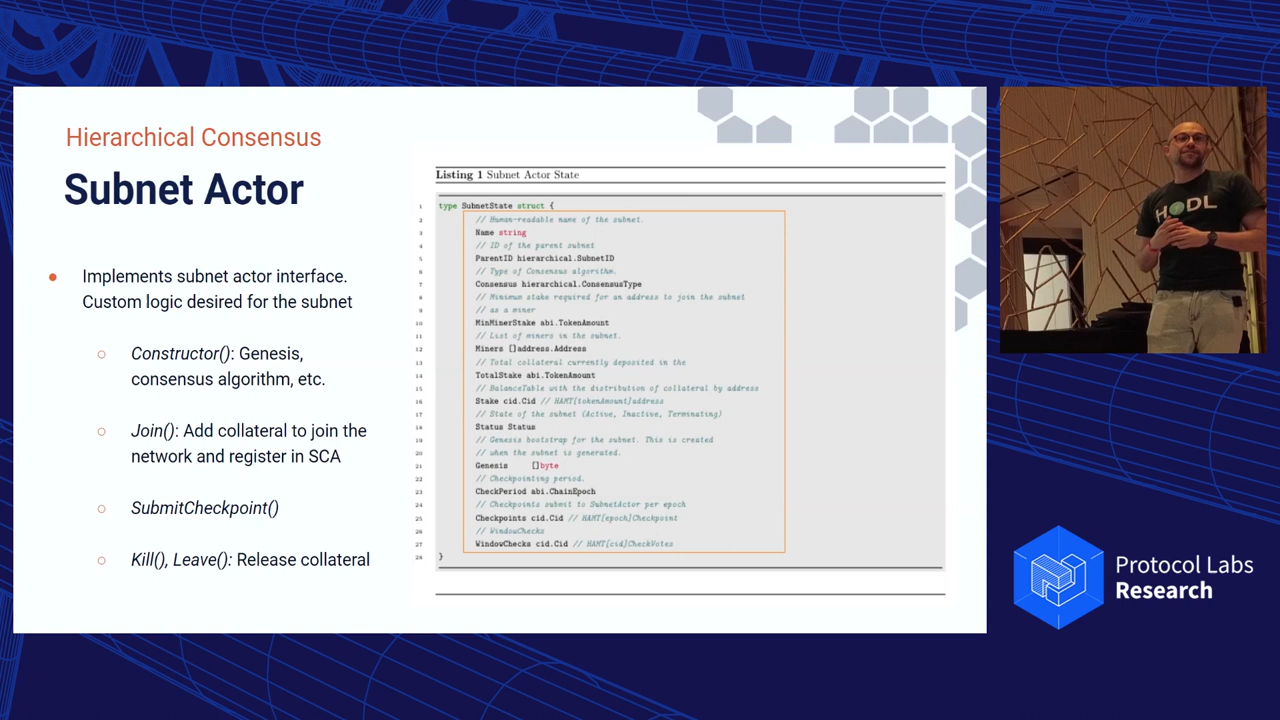 Hierarchical Consensus
Subnet Actor
Implements subnet actor interface.
Custom logic desired for the subnet
Constructor(): Genesis,
consensus algorithm, etc.
Join(): Add collateral to join the
network and register in SCA
SubmitCheckpoint()
Kill(), Leave(): Release collateral
Listing 1 Subnet Actor State
1 type SubnetState struct {
2 // Human-readable name of the subnet.
3 Name string
4 // ID of the parent subnet
5 ParentID hierarchical.SubnetID
6 // Type of Consensus algorithm.
7 Consensus hierarchical.ConsensusType
8 // Minimum stake required for an address to join the subnet
9 // as a miner
10 MinMinerStake abi.TokenAmount
11 // List of miners in the subnet.
12 Miners []address.Address
13 // Total collateral currently deposited in the
14 TotalStake abi.TokenAmount
15 // BalanceTable with the distribution of collateral by address
16 Stake cid.Cid // HAMT[tokenAmount]address
17 // State of the subnet (Active, Inactive, Terminating)
18 Status Status
19 // Genesis bootstrap for the subnet. This is created
20 // when the subnet is generated.
21 Genesis []byte
22 // Checkpointing period.
23 CheckPeriod abi.ChainEpoch
24 // Checkpoints submit to SubnetActor per epoch
25 Checkpoints cid.Cid // HAMT[epoch]Checkpoint
26 // WindowChecks
27 WindowChecks cid.Cid // HAMT[cid]CheckVotes
28 }
HODL
Protocol Labs
Research